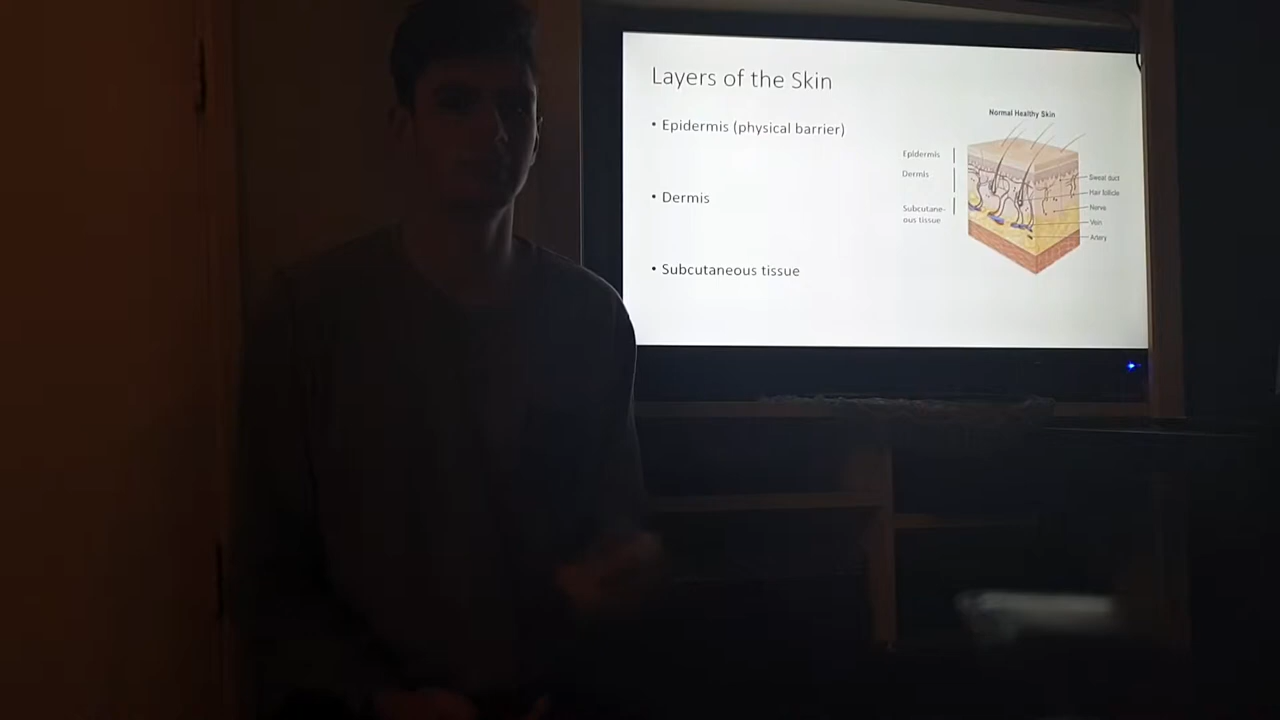 Layers of the Skin
• Epidermis (physical barrier)
• Dermis
• Subcutaneous tissue
Normal Healthy Skin
Epidermis
Dermis
Subcutane-
ous tissue
Sweat duct
Hair follicle
Nerve
Vein
Artery